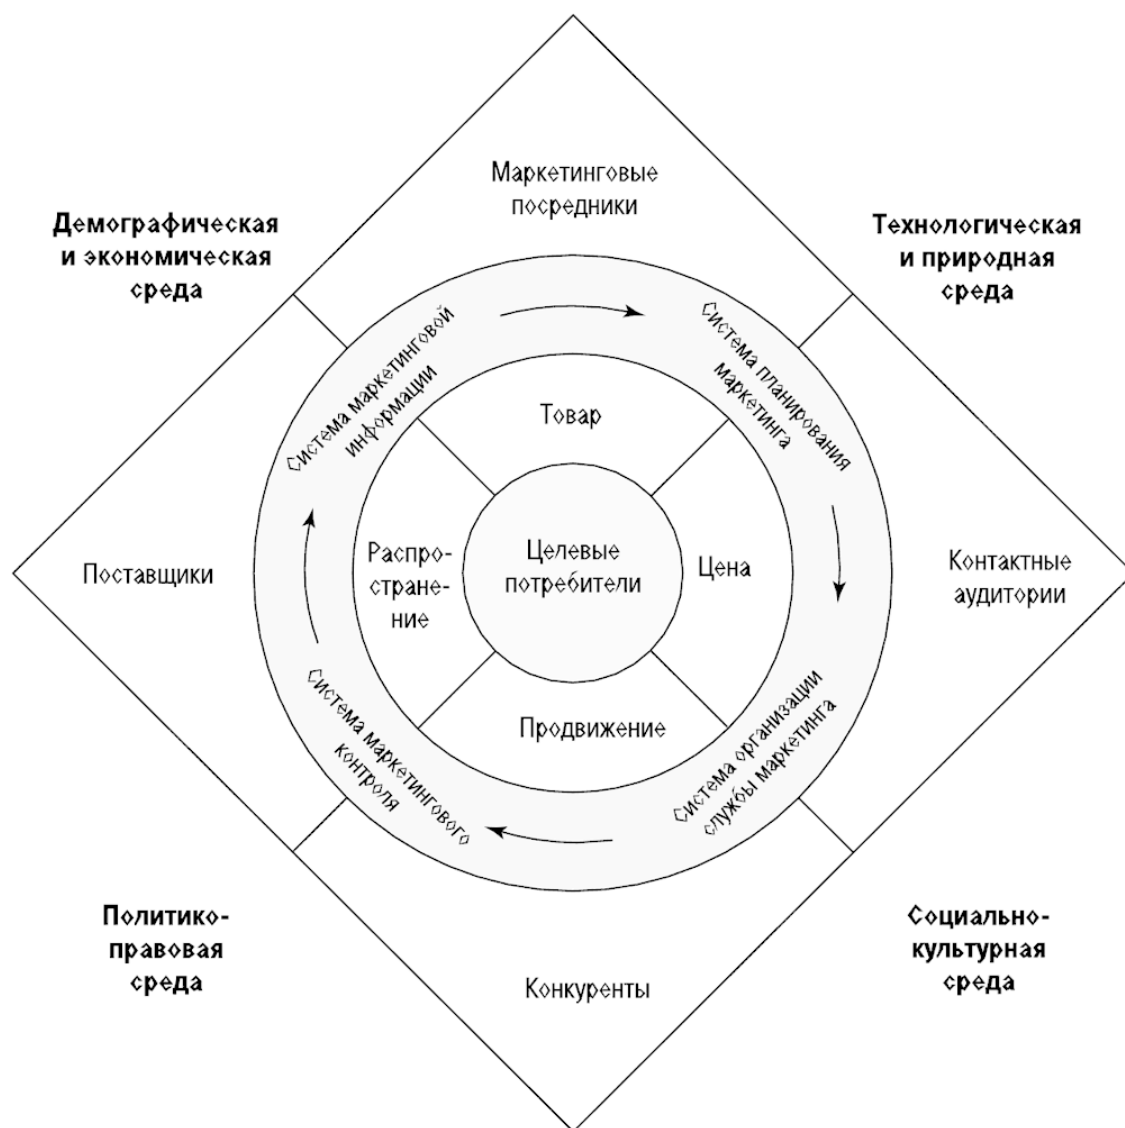 Маркетинговые
посредники
Демографическая
и экономическая
среда
Технологическая
и природная
среда
Система маркетинговой
информации
Система планирования
маркетинга
Товар
Поставщики
Распро-
стране-
ние
Целевые
потребители
Цена
Контактные
аудитории
Продвижение
Система маркетингового
контроля
Система организации
службы маркетинга
Политико-
правовая
среда
Конкуренты
Социально-
культурная
среда